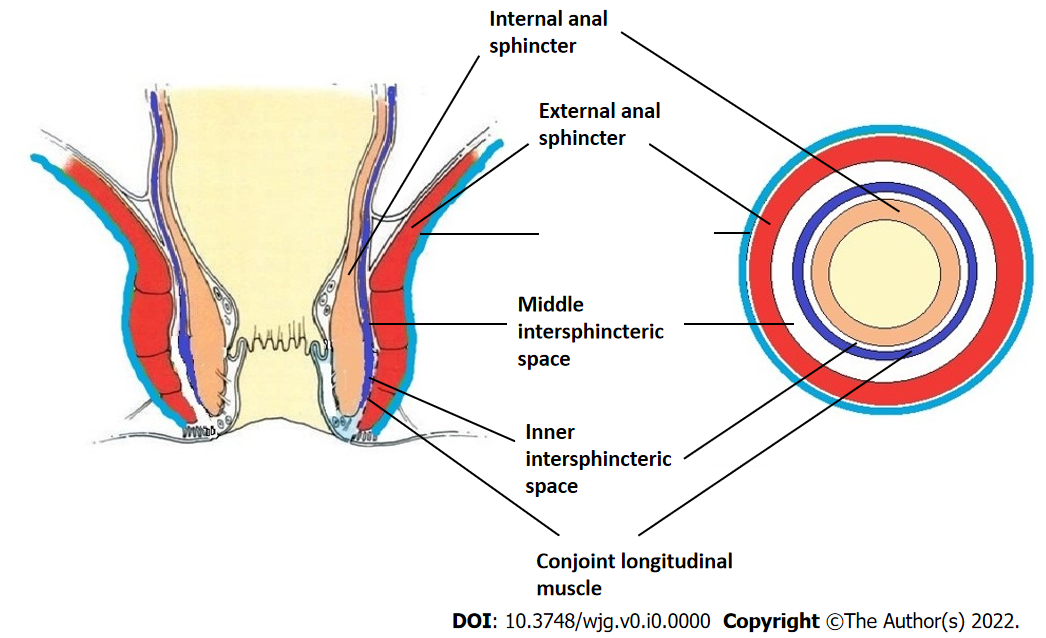 Internal anal
sphincter
External anal
sphincter
Middle
intersphincteric
space
Inner
intersphincteric
space
Conjoint longitudinal
muscle
DOI: 10.3748/wjg.v0.i0.0000 Copyright ©The Author(s) 2022.